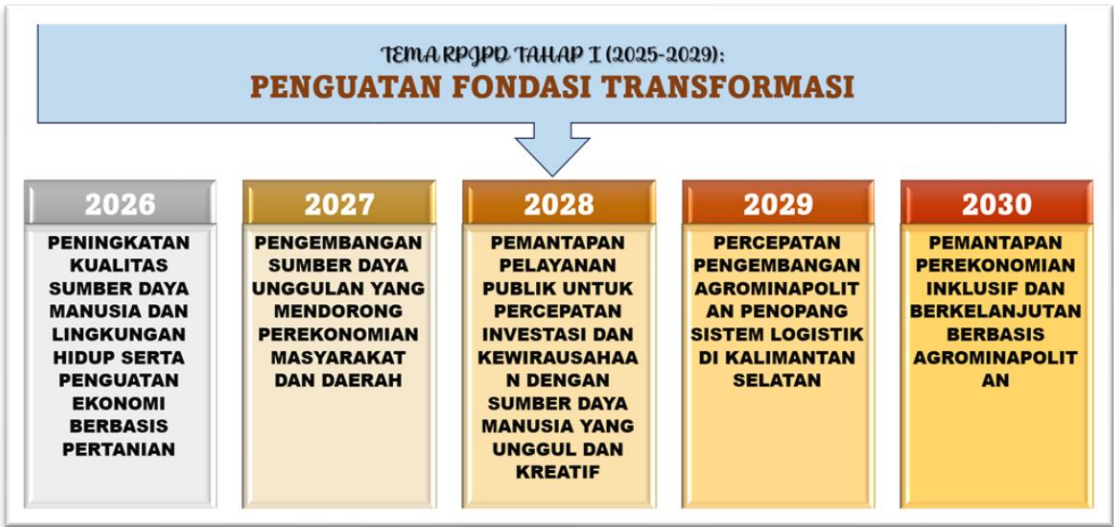 TEMA RPJPD TAHAP I (2025-2029):
PENGUATAN FONDASI TRANSFORMASI
2026
PENINGKATAN
KUALITAS
SUMBER DAYA
MANUSIA DAN
LINGKUNGAN
HIDUP SERTA
PENGUATAN
EKONOMI
BERBASIS
PERTANIAN
2027
PENGEMBANGAN
SUMBER DAYA
UNGGULAN YANG
MENDORONG
PEREKONOMIAN
MASYARAKAT
DAN DAERAH
2028
PEMANTAPAN
PELAYANAN
PUBLIK UNTUK
PERCEPATAN
INVESTASI DAN
KEWIRAUSAHAA
N DENGAN
SUMBER DAYA
MANUSIA YANG
UNGGUL DAN
KREATIF
2029
PERCEPATAN
PENGEMBANGAN
AGROMINAPOLIT
AN PENOPANG
SISTEM LOGISTIK
DI KALIMANTAN
SELATAN
2030
PEMANTAPAN
PEREKONOMIAN
INKLUSIF DAN
BERKELANJUTAN
BERBASIS
AGROMINAPOLIT
AN